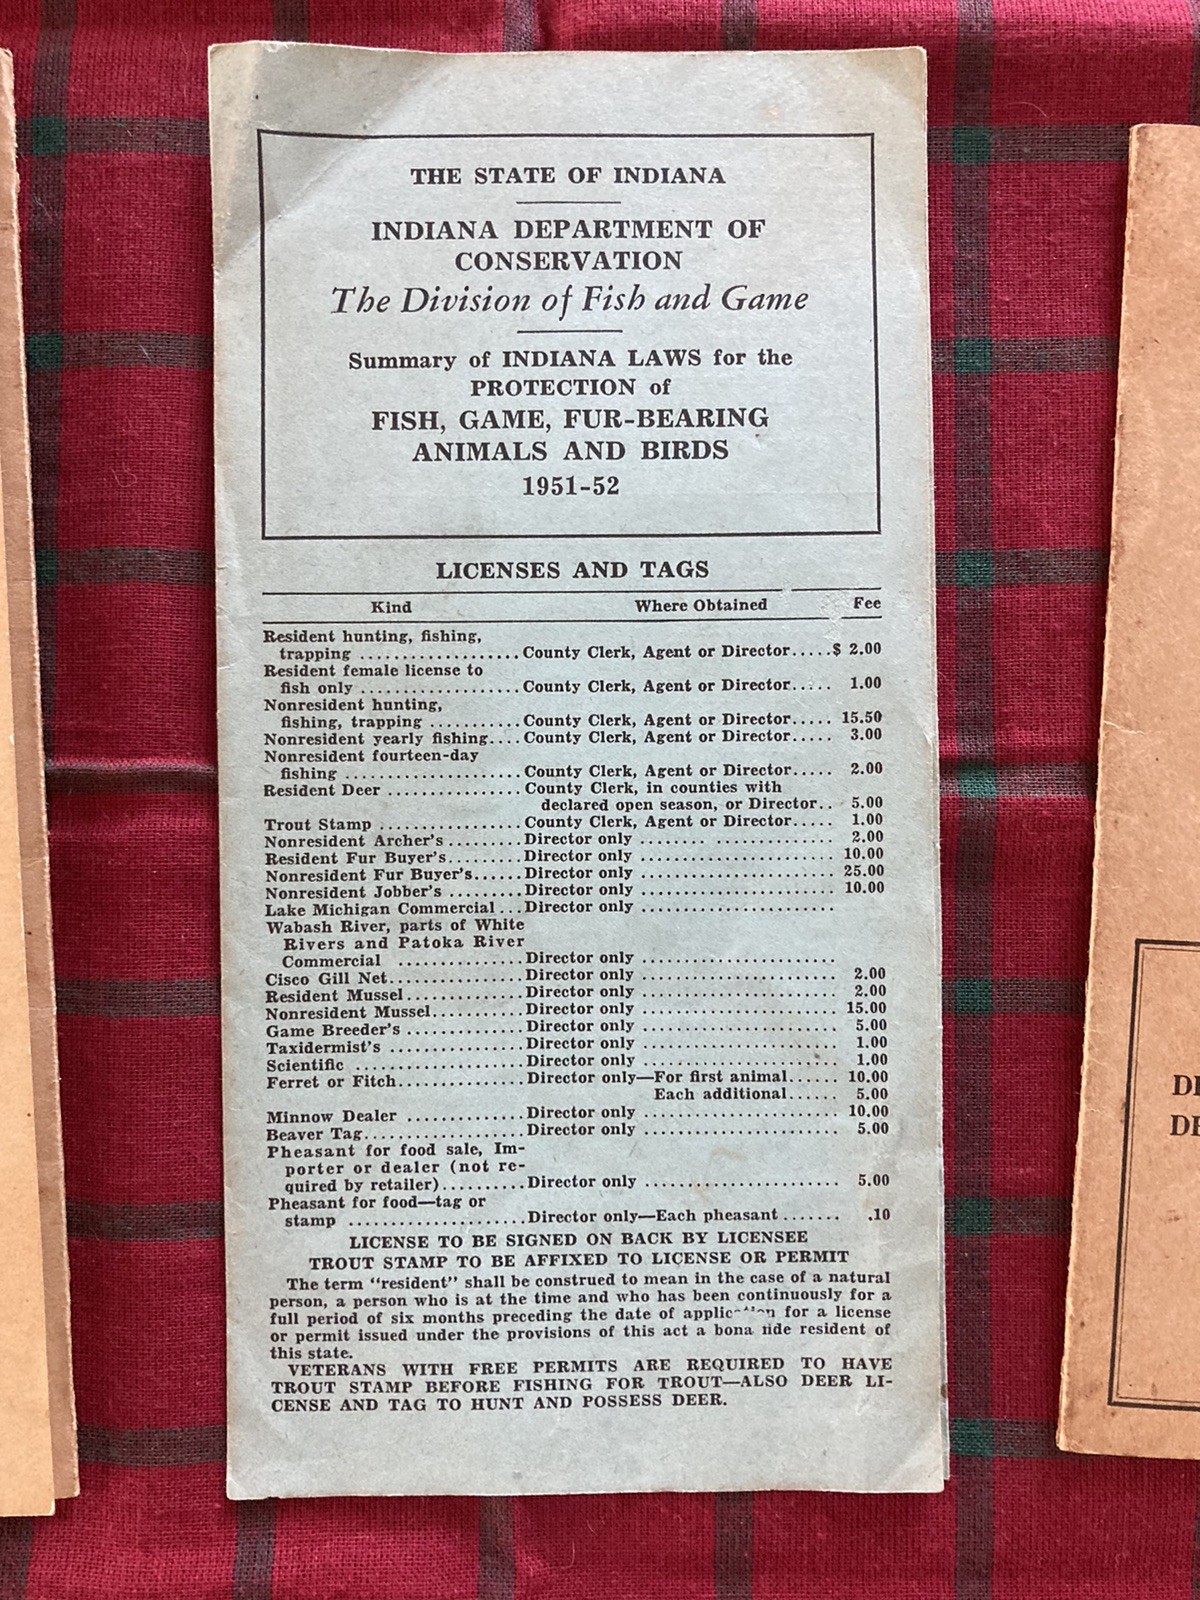 THE STATE OF INDIANA
INDIANA DEPARTMENT OF
CONSERVATION
The Division of Fish and Game
Summary of INDIANA LAWS for the
PROTECTION of
FISH, GAME, FUR-BEARING
ANIMALS AND BIRDS
1951-52
LICENSES AND TAGS
Kind Where Obtained Fee
Resident hunting, fishing,
trapping ................... County Clerk, Agent or Director.....$ 2.00
Resident female license to
fish only ................... County Clerk, Agent or Director..... 1.00
Nonresident hunting,
fishing, trapping ........... County Clerk, Agent or Director..... 15.50
Nonresident yearly fishing.... County Clerk, Agent or Director..... 3.00
Nonresident fourteen-day
fishing ..................... County Clerk, Agent or Director..... 2.00
Resident Deer ................ County Clerk, in counties with
declared open season, or Director.. 5.00
Trout Stamp ................. County Clerk, Agent or Director..... 1.00
Nonresident Archer's ......... Director only ........ .............. 2.00
Resident Fur Buyer's......... Director only ....................... 10.00
Nonresident Fur Buyer's...... Director only ....................... 25.00
Nonresident Jobber's ......... Director only ....................... 10.00
Lake Michigan Commercial ... Director only .......................
Wabash River, parts of White
Rivers and Patoka River
Commercial ............... Director only .......................
Cisco Gill Net................ Director only ....................... 2.00
Resident Mussel.............. Director only ....................... 2.00
Nonresident Mussel........... Director only ....................... 15.00
Game Breeder's .............. Director only ....................... 5.00
Taxidermist's ................ Director only ....................... 1.00
Scientific .................... Director only ....................... 1.00
Ferret or Fitch............... Director only—For first animal...... 10.00
Each additional...... 5.00
Minnow Dealer .............. Director only ....................... 10.00
Beaver Tag................... Director only ....................... 5.00
Pheasant for food sale, Im-
porter or dealer (not re-
quired by retailer).......... Director only ....................... 5.00
Pheasant for food—tag or
stamp ..................... Director only—Each pheasant ....... .10
LICENSE TO BE SIGNED ON BACK BY LICENSEE
TROUT STAMP TO BE AFFIXED TO LICENSE OR PERMIT
The term "resident" shall be construed to mean in the case of a natural
person, a person who is at the time and who has been continuously for a
full period of six months preceding the date of application for a license
or permit issued under the provisions of this act a bona fide resident of
this state.
VETERANS WITH FREE PERMITS ARE REQUIRED TO HAVE
TROUT STAMP BEFORE FISHING FOR TROUT—ALSO DEER LI-
CENSE AND TAG TO HUNT AND POSSESS DEER.